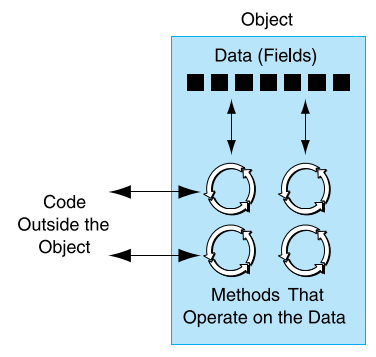 Object
Data (Fields)
Code
Outside the
Object
Methods That
Operate on the Data